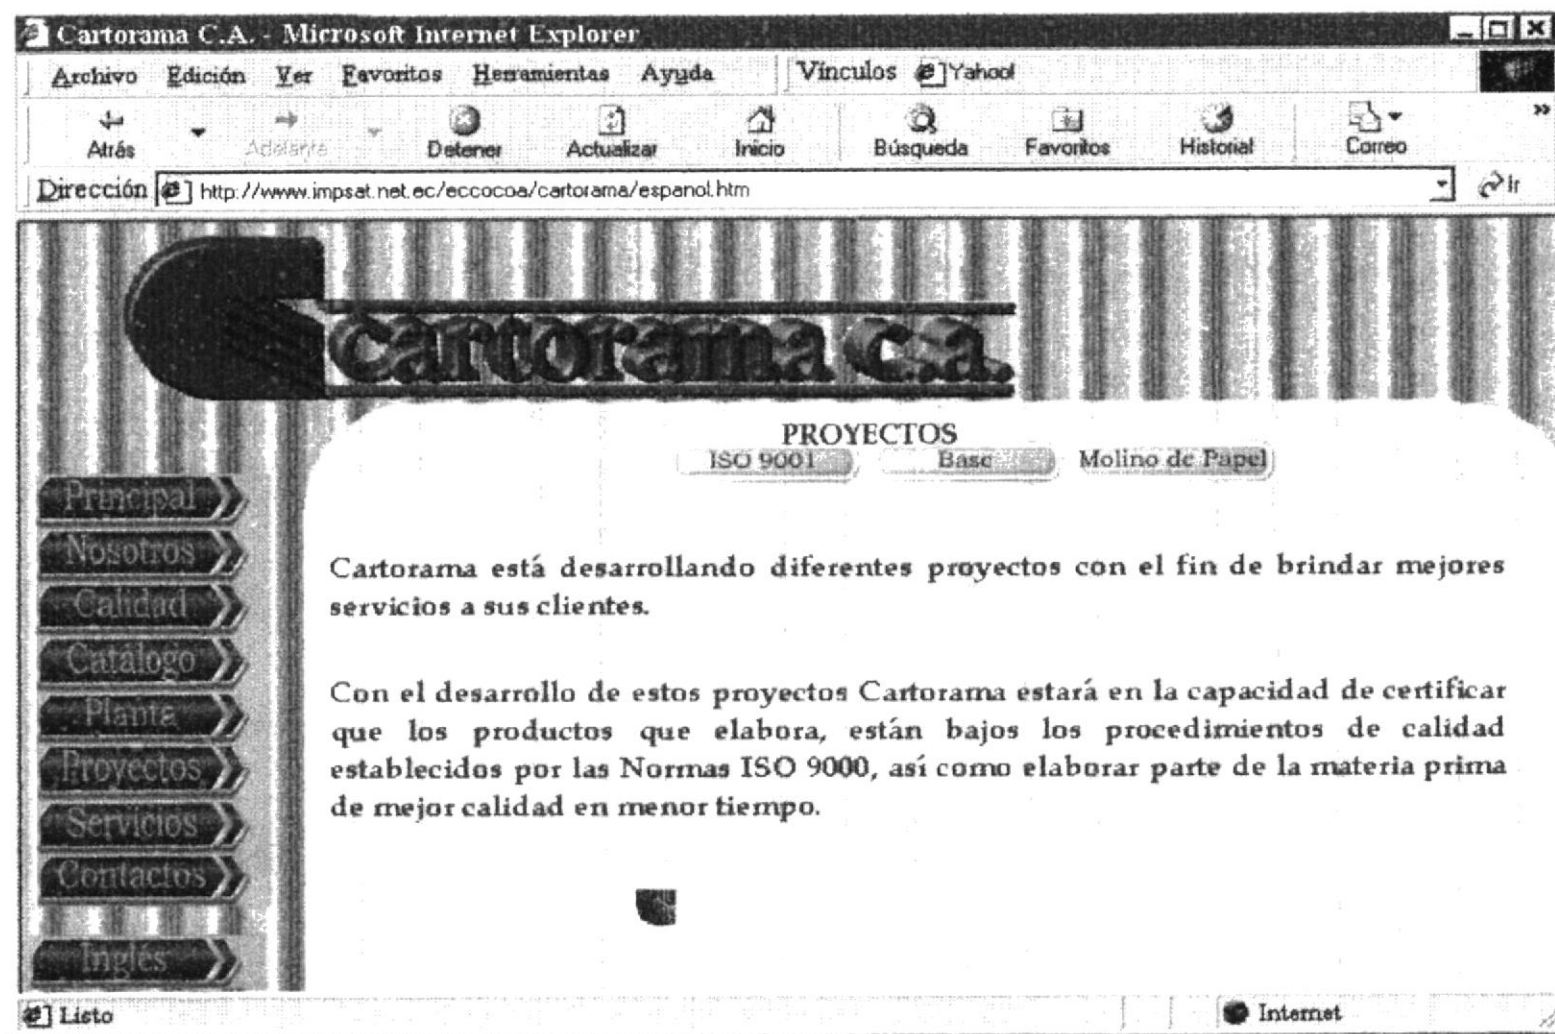 Cartorama C.A. - Microsoft Internet Explorer
Archivo Edición Ver Favoritos Herramientas Ayuda Vínculos Yahoo!
Atrás Adelante Detener Actualizar Inicio Búsqueda Favoritos Historial Correo »
Dirección http://www.impsat.net.ec/eccocoa/cartorama/espanol.htm Ir
cartorama c.a.
PROYECTOS
ISO 9001 Base Molino de Papel
Principal
Nosotros
Calidad
Catálogo
Planta
Proyectos
Servicios
Contactos
Inglés
Cartorama está desarrollando diferentes proyectos con el fin de brindar mejores
servicios a sus clientes.
Con el desarrollo de estos proyectos Cartorama estará en la capacidad de certificar
que los productos que elabora, están bajos los procedimientos de calidad
establecidos por las Normas ISO 9000, así como elaborar parte de la materia prima
de mejor calidad en menor tiempo.
Listo Internet